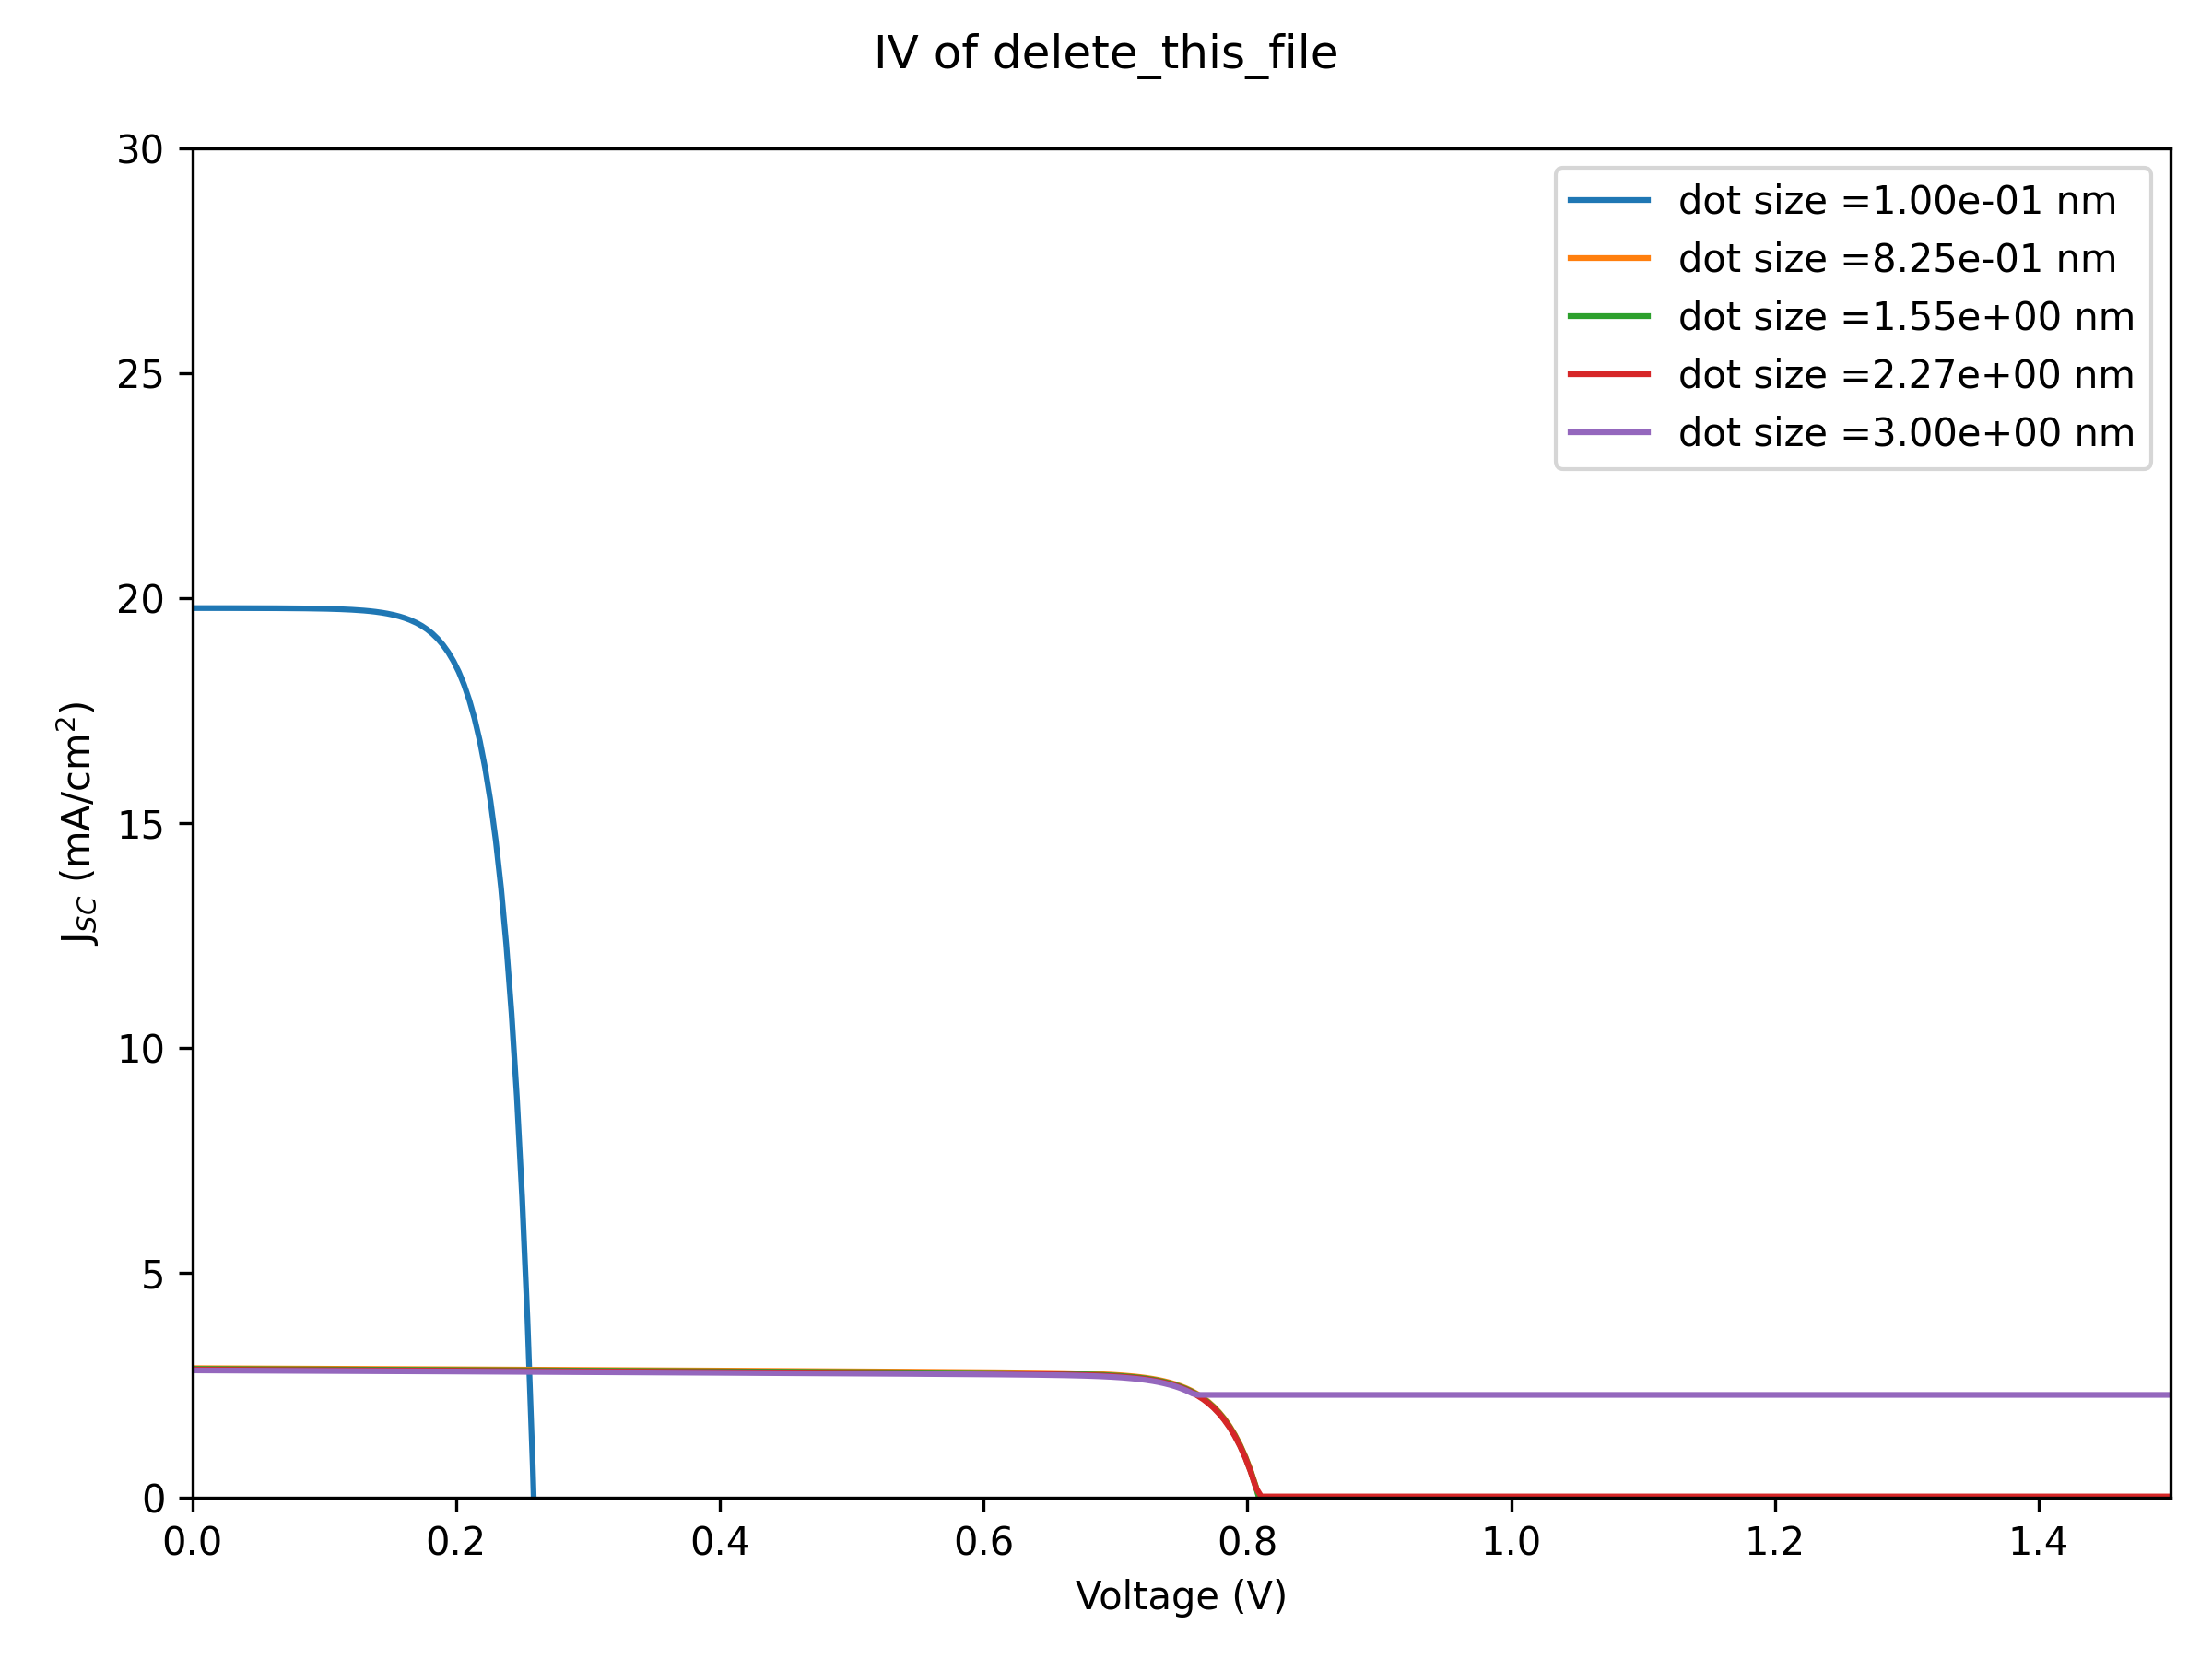 IV of delete_this_file
30
25
20
15
10
5
0
J_SC (mA/cm²)
dot size =1.00e-01 nm
dot size =8.25e-01 nm
dot size =1.55e+00 nm
dot size =2.27e+00 nm
dot size =3.00e+00 nm
0.0 0.2 0.4 0.6 0.8 1.0 1.2 1.4
Voltage (V)